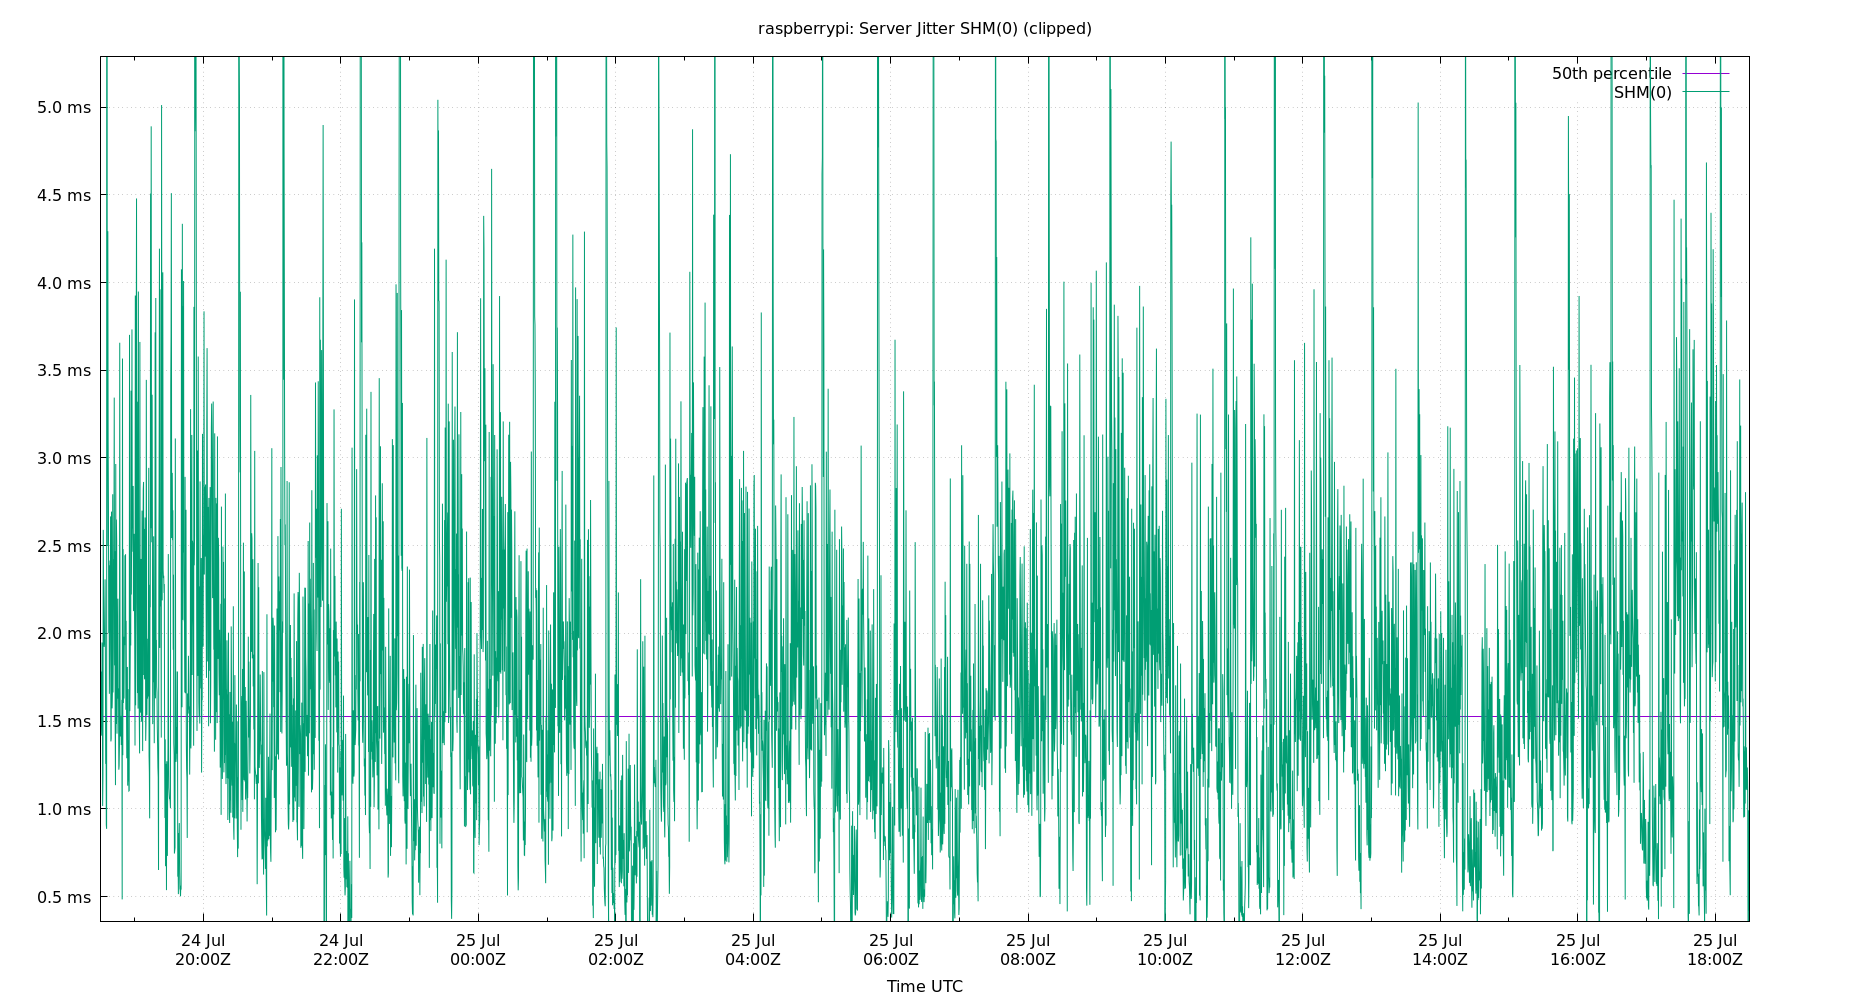 raspberrypi: Server Jitter SHM(0) (clipped)
50th percentile
SHM(0)
5.0 ms
4.5 ms
4.0 ms
3.5 ms
3.0 ms
2.5 ms
2.0 ms
1.5 ms
1.0 ms
0.5 ms
24 Jul 24 Jul 25 Jul 25 Jul 25 Jul 25 Jul 25 Jul 25 Jul 25 Jul 25 Jul 25 Jul 25 Jul
20:00Z 22:00Z 00:00Z 02:00Z 04:00Z 06:00Z 08:00Z 10:00Z 12:00Z 14:00Z 16:00Z 18:00Z
Time UTC